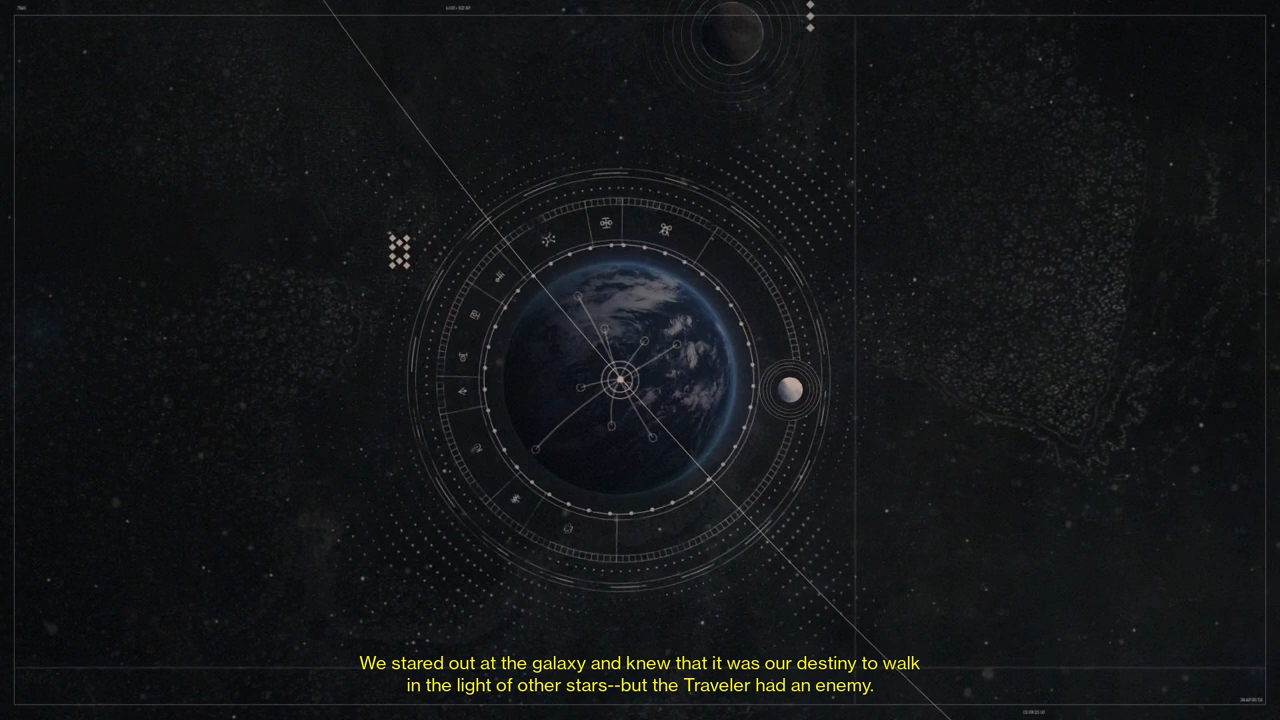 We stared out at the galaxy and knew that it was our destiny to walk
in the light of other stars--but the Traveler had an enemy.